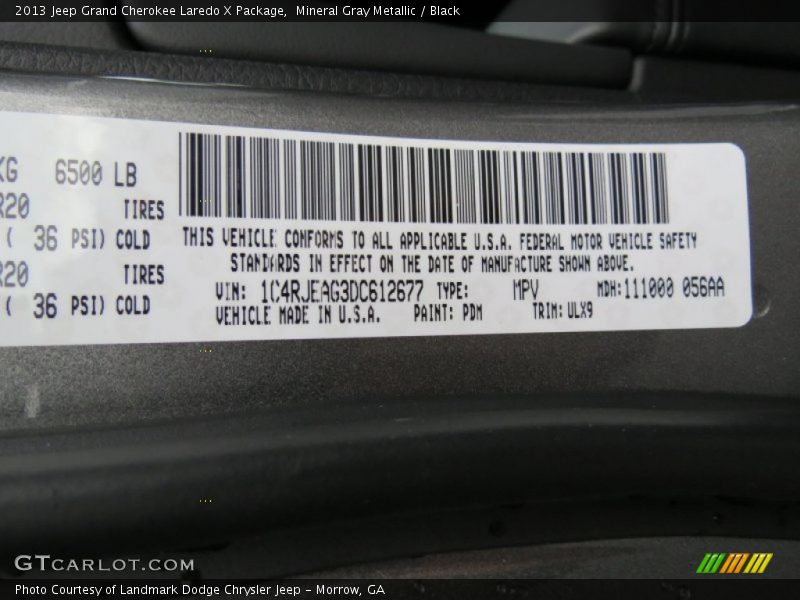 2013 Jeep Grand Cherokee Laredo X Package, Mineral Gray Metallic / Black
KG 6500 LB
R20 TIRES
( 36 PSI) COLD
R20 TIRES
( 36 PSI) COLD
THIS VEHICLE CONFORMS TO ALL APPLICABLE U.S.A. FEDERAL MOTOR VEHICLE SAFETY
STANDARDS IN EFFECT ON THE DATE OF MANUFACTURE SHOWN ABOVE.
VIN: 1C4RJEAG3DC612677 TYPE: MPV MDH:111000 056AA
VEHICLE MADE IN U.S.A. PAINT: PDM TRIM: ULX9
GTCARLOT.COM
Photo Courtesy of Landmark Dodge Chrysler Jeep – Morrow, GA